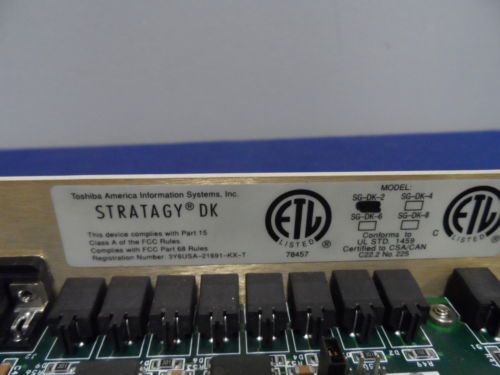 Toshiba America Information Systems, Inc.
STRATAGY® DK
This device complies with Part 15
Class A of the FCC Rules
Complies with FCC Part 68 Rules
Registration Number: 3Y6USA-21691-KX-T
ETL
LISTED
®
78457
MODEL:
SG-DK-2 SG-DK-4
SG-DK-6 SG-DK-8
Conforms to
UL STD. 1459
Certified to CSA/CAN
C22.2 No. 225
C
ETL
LISTED